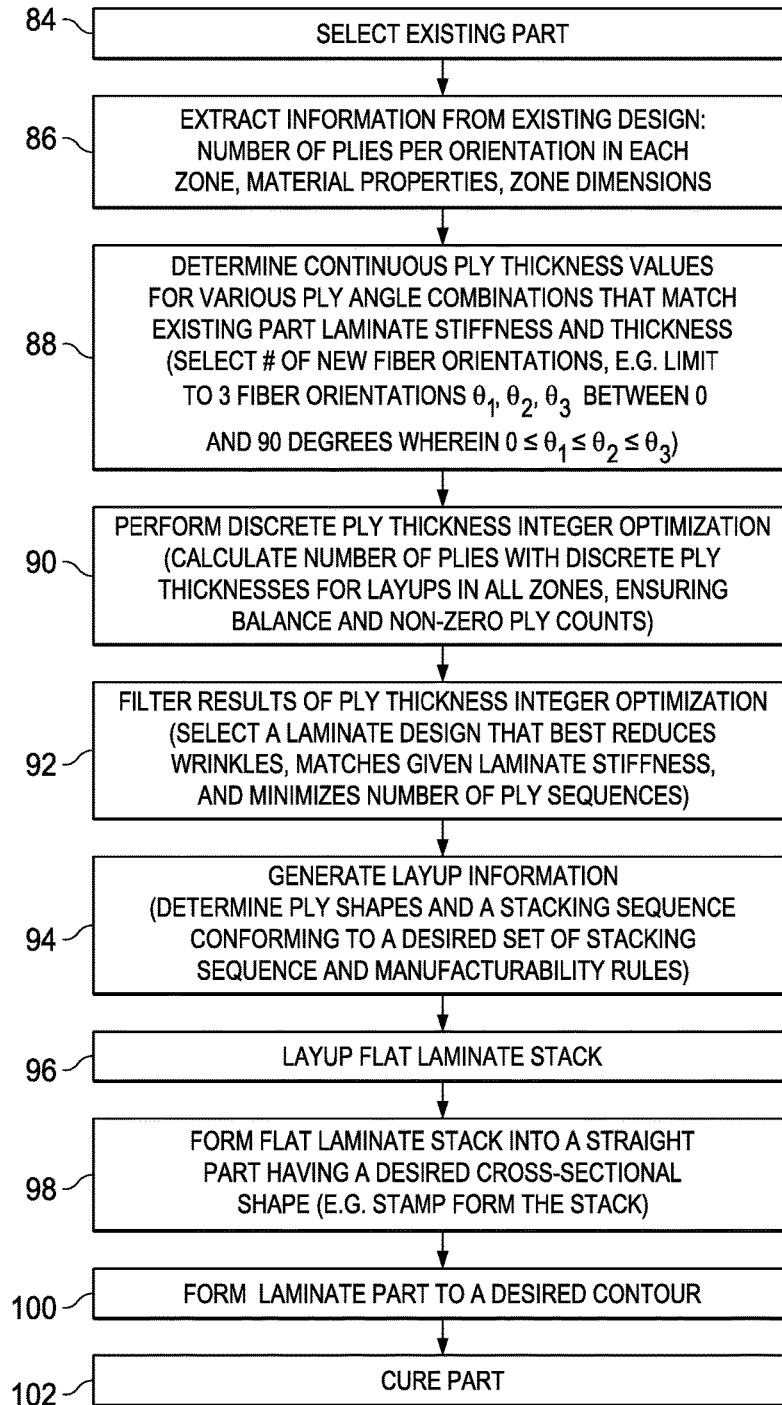 84
SELECT EXISTING PART
86
EXTRACT INFORMATION FROM EXISTING DESIGN:
NUMBER OF PLIES PER ORIENTATION IN EACH
ZONE, MATERIAL PROPERTIES, ZONE DIMENSIONS
88
DETERMINE CONTINUOUS PLY THICKNESS VALUES
FOR VARIOUS PLY ANGLE COMBINATIONS THAT MATCH
EXISTING PART LAMINATE STIFFNESS AND THICKNESS
(SELECT # OF NEW FIBER ORIENTATIONS, E.G. LIMIT
TO 3 FIBER ORIENTATIONS θ₁, θ₂, θ₃ BETWEEN 0
AND 90 DEGREES WHEREIN 0 ≤ θ₁ ≤ θ₂ ≤ θ₃)
90
PERFORM DISCRETE PLY THICKNESS INTEGER OPTIMIZATION
(CALCULATE NUMBER OF PLIES WITH DISCRETE PLY
THICKNESSES FOR LAYUPS IN ALL ZONES, ENSURING
BALANCE AND NON-ZERO PLY COUNTS)
92
FILTER RESULTS OF PLY THICKNESS INTEGER OPTIMIZATION
(SELECT A LAMINATE DESIGN THAT BEST REDUCES
WRINKLES, MATCHES GIVEN LAMINATE STIFFNESS,
AND MINIMIZES NUMBER OF PLY SEQUENCES)
94
GENERATE LAYUP INFORMATION
(DETERMINE PLY SHAPES AND A STACKING SEQUENCE
CONFORMING TO A DESIRED SET OF STACKING
SEQUENCE AND MANUFACTURABILITY RULES)
96
LAYUP FLAT LAMINATE STACK
98
FORM FLAT LAMINATE STACK INTO A STRAIGHT
PART HAVING A DESIRED CROSS-SECTIONAL
SHAPE (E.G. STAMP FORM THE STACK)
100
FORM LAMINATE PART TO A DESIRED CONTOUR
102
CURE PART